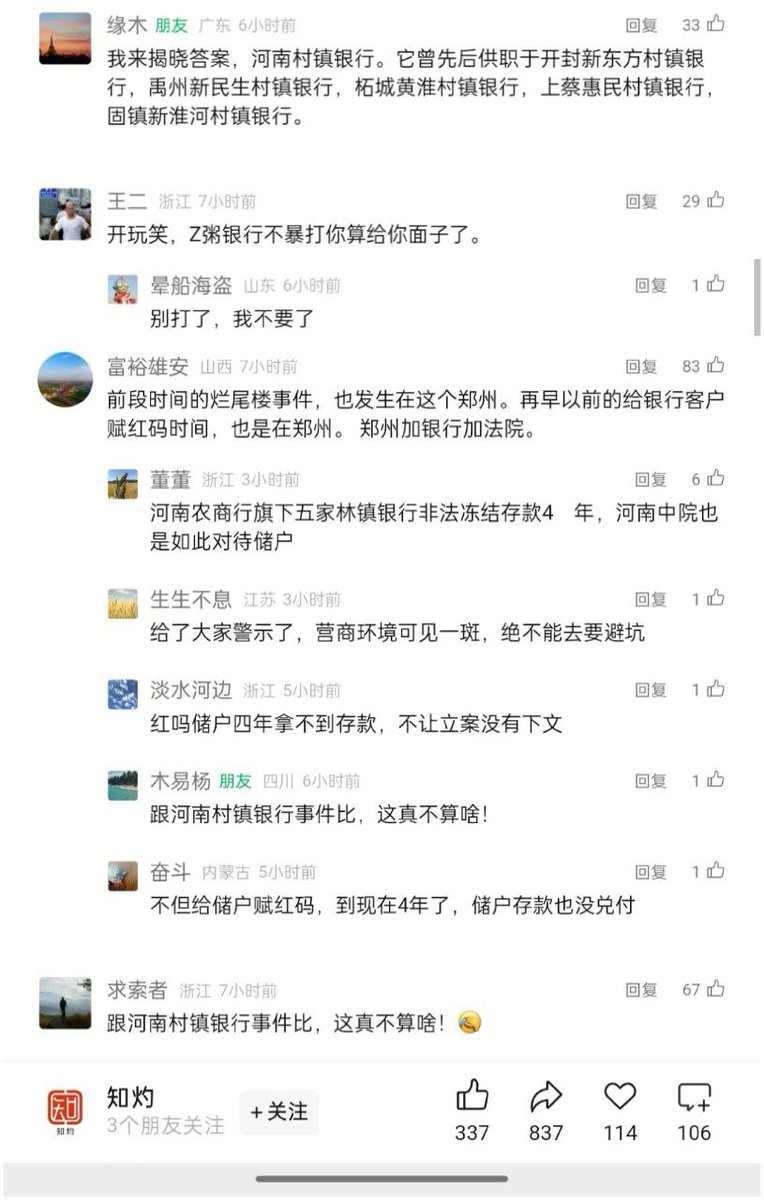 缘木 朋友 广东 6小时前 回复 33
我来揭晓答案，河南村镇银行。它曾先后供职于开封新东方村镇银
行，禹州新民生村镇银行，柘城黄淮村镇银行，上蔡惠民村镇银行，
固镇新淮河村镇银行。
王二 浙江 7小时前 回复 29
开玩笑，Z粥银行不暴打你算给你面子了。
晕船海盗 山东 6小时前 回复 1
别打了，我不要了
富裕雄安 山西 7小时前 回复 83
前段时间的烂尾楼事件，也发生在这个郑州。再早以前的给银行客户
赋红码时间，也是在郑州。 郑州加银行加法院。
董董 浙江 3小时前 回复 6
河南农商行旗下五家林镇银行非法冻结存款4 年，河南中院也
是如此对待储户
生生不息 江苏 3小时前 回复 1
给了大家警示了，营商环境可见一斑，绝不能去要避坑
淡水河边 浙江 5小时前 回复 1
红吗储户四年拿不到存款，不让立案没有下文
木易杨 朋友 四川 6小时前 回复 1
跟河南村镇银行事件比，这真不算啥！
奋斗 内蒙古 5小时前 回复 1
不但给储户赋红码，到现在4年了，储户存款也没兑付
求索者 浙江 7小时前 回复 67
跟河南村镇银行事件比，这真不算啥！
知灼
知灼
3个朋友关注
+关注
337 837 114 106